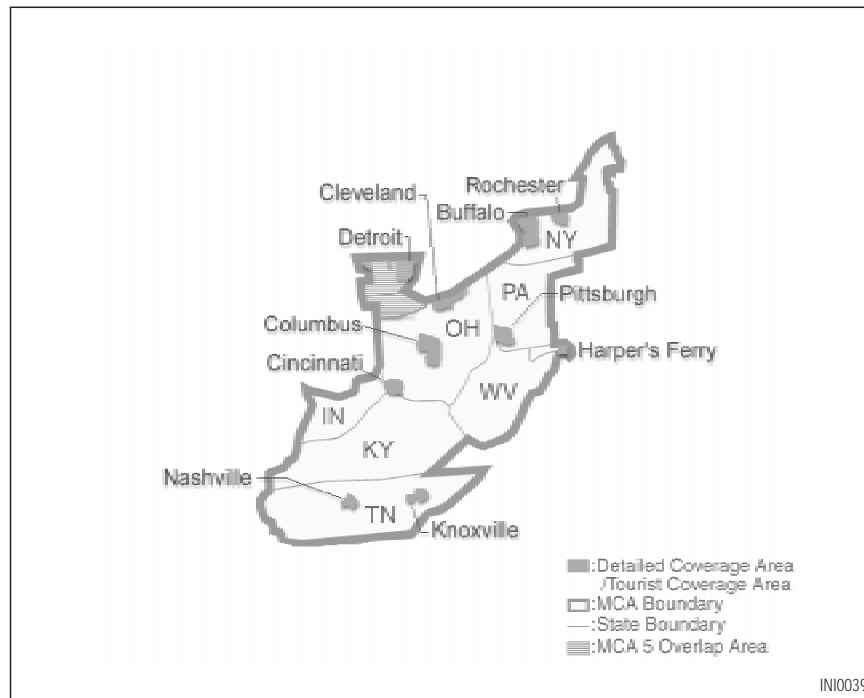 Rochester
Cleveland
Buffalo
NY
Detroit
PA
Pittsburgh
Columbus
OH
Harper's Ferry
Cincinnati
WV
IN
KY
Nashville
TN
Knoxville
:Detailed Coverage Area
/Tourist Coverage Area
:MCA Boundary
:State Boundary
:MCA 5 Overlap Area
INI0039